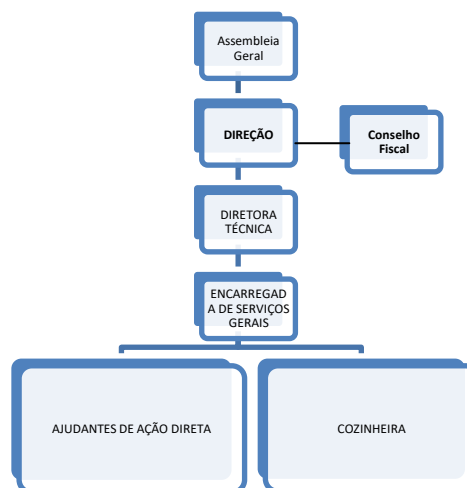 Assembleia
Geral
DIREÇÃO
Conselho
Fiscal
DIRETORA
TÉCNICA
ENCARREGAD
A DE SERVIÇOS
GERAIS
AJUDANTES DE AÇÃO DIRETA
COZINHEIRA